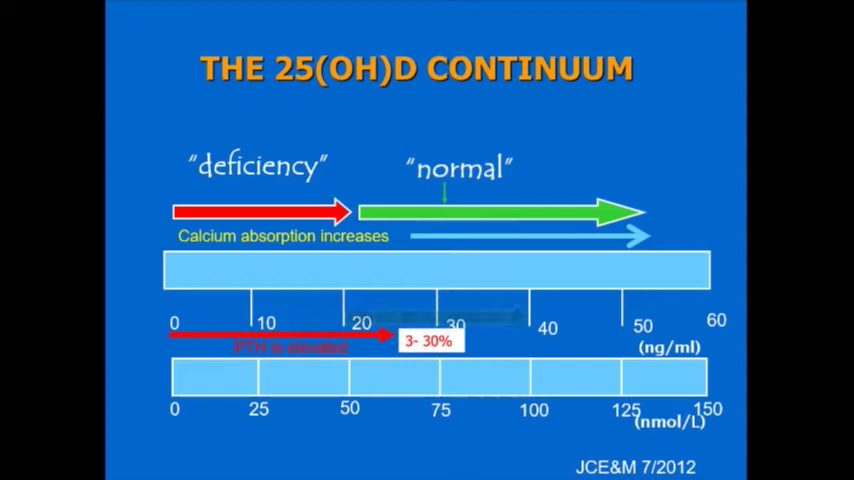 THE 25(OH)D CONTINUUM
"deficiency" "normal"
Calcium absorption increases
0 10 20 30 40 50 60
(ng/ml)
PTH is elevated
3- 30%
0 25 50 75 100 125 150
(nmol/L)
JCE&M 7/2012